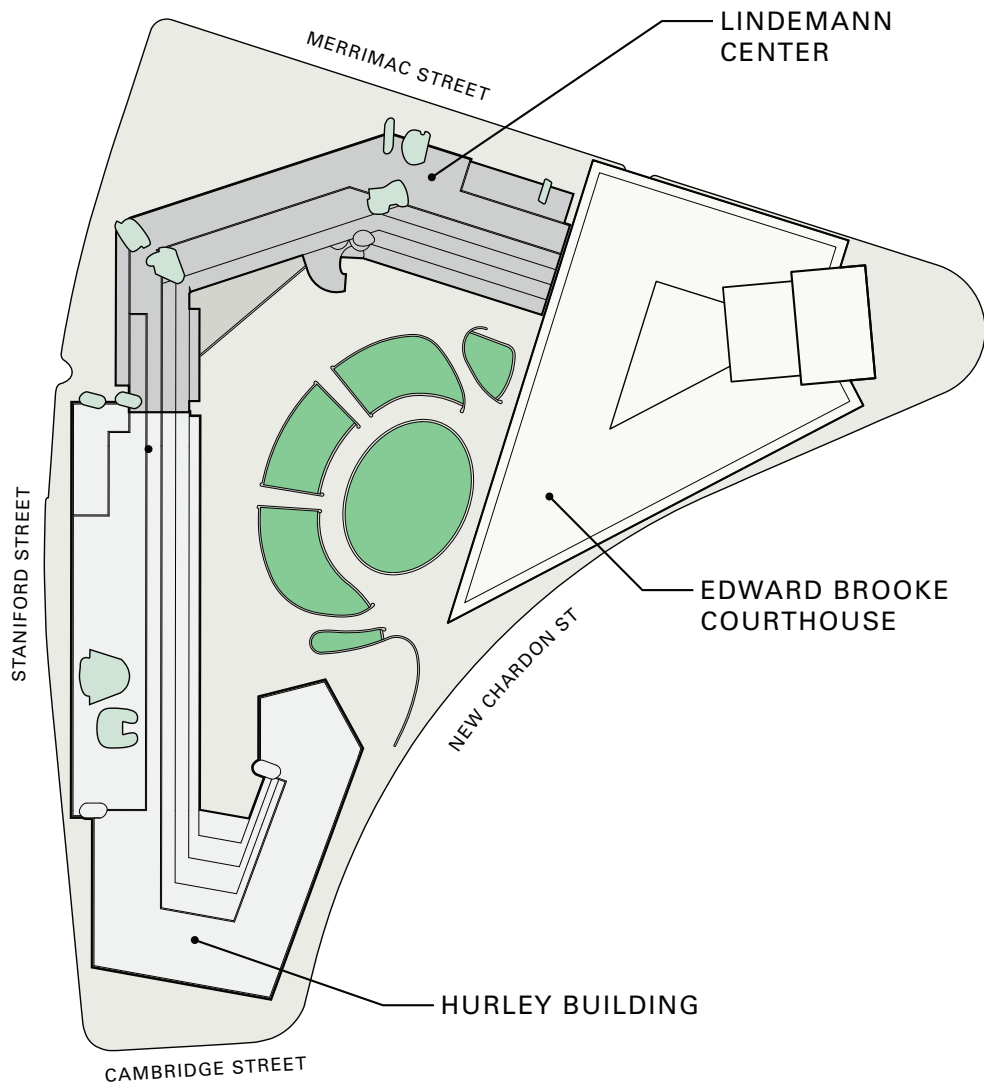 LINDEMANN
CENTER
MERRIMAC STREET
STANIFORD STREET
EDWARD BROOKE
COURTHOUSE
NEW CHARDON ST
HURLEY BUILDING
CAMBRIDGE STREET